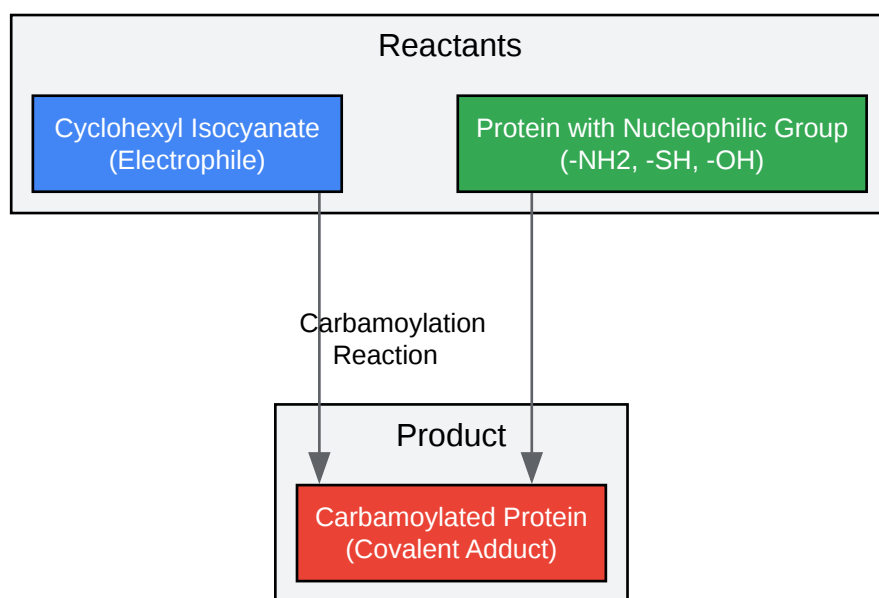 Reactants
Cyclohexyl Isocyanate
(Electrophile)
Protein with Nucleophilic Group
(-NH2, -SH, -OH)
Carbamoylation
Reaction
Product
Carbamoylated Protein
(Covalent Adduct)